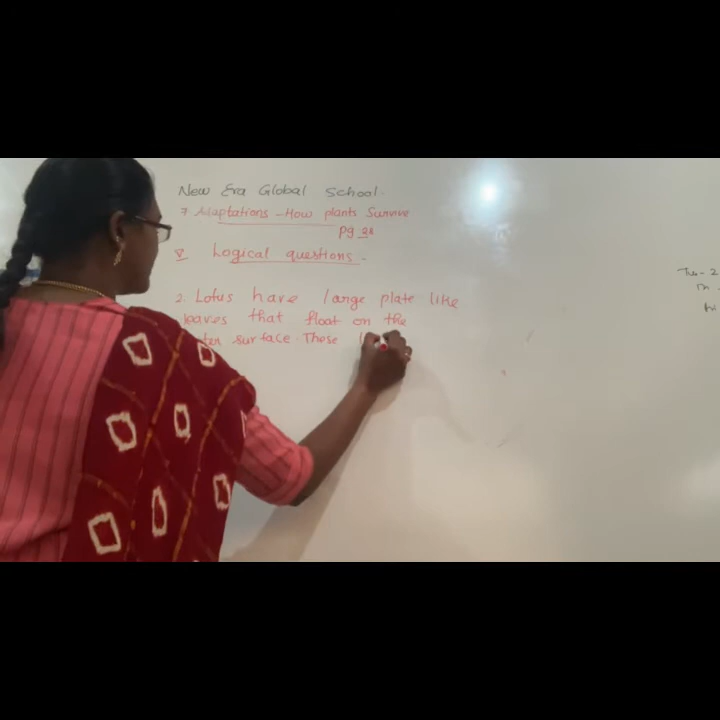 New Era Global School.
7 Adaptations - How plants Survive
pg
V Logical questions -
2. Lotus have large plate like
leaves that float on the
surface. These